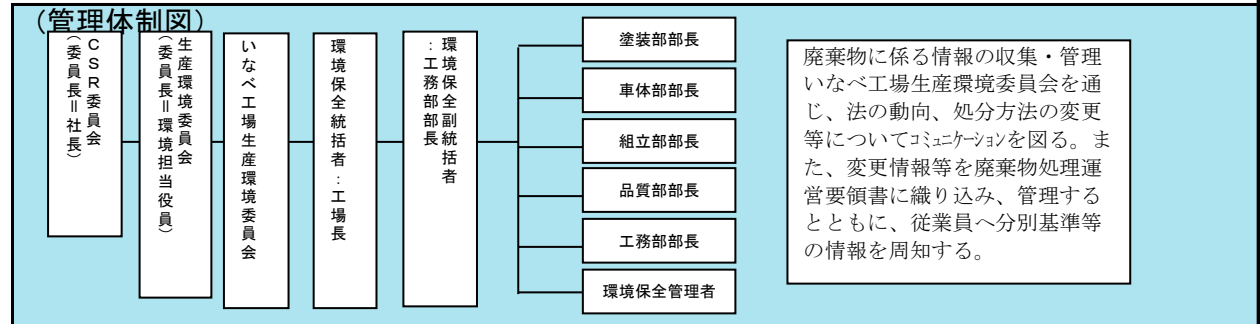 （管理体制図）
ＣＳＲ委員会
（委員長＝社長）
生産環境委員会
（委員長＝環境担当役員）
いなべ工場生産環境委員会
環境保全統括者：工場長
環境保全副統括者
：工務部部長
塗装部部長
車体部部長
組立部部長
品質部部長
工務部部長
環境保全管理者
廃棄物に係る情報の収集・管理
いなべ工場生産環境委員会を通
じ、法の動向、処分方法の変更
等についてｺﾐｭﾆｹｰｼｮﾝを図る。ま
た、変更情報等を廃棄物処理運
営要領書に織り込み、管理する
とともに、従業員へ分別基準等
の情報を周知する。